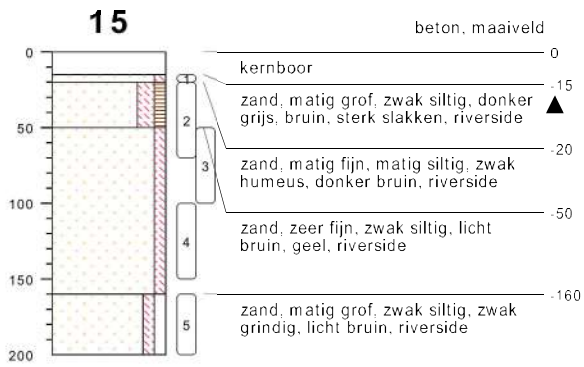 15
beton, maaiveld
0
0
kernboor
-15
1
zand, matig grof, zwak siltig, donker
grijs, bruin, sterk slakken, riverside
2
50
-20
3
zand, matig fijn, matig siltig, zwak
humeus, donker bruin, riverside
100
-50
4
zand, zeer fijn, zwak siltig, licht
bruin, geel, riverside
150
-160
5
zand, matig grof, zwak siltig, zwak
grindig, licht bruin, riverside
200